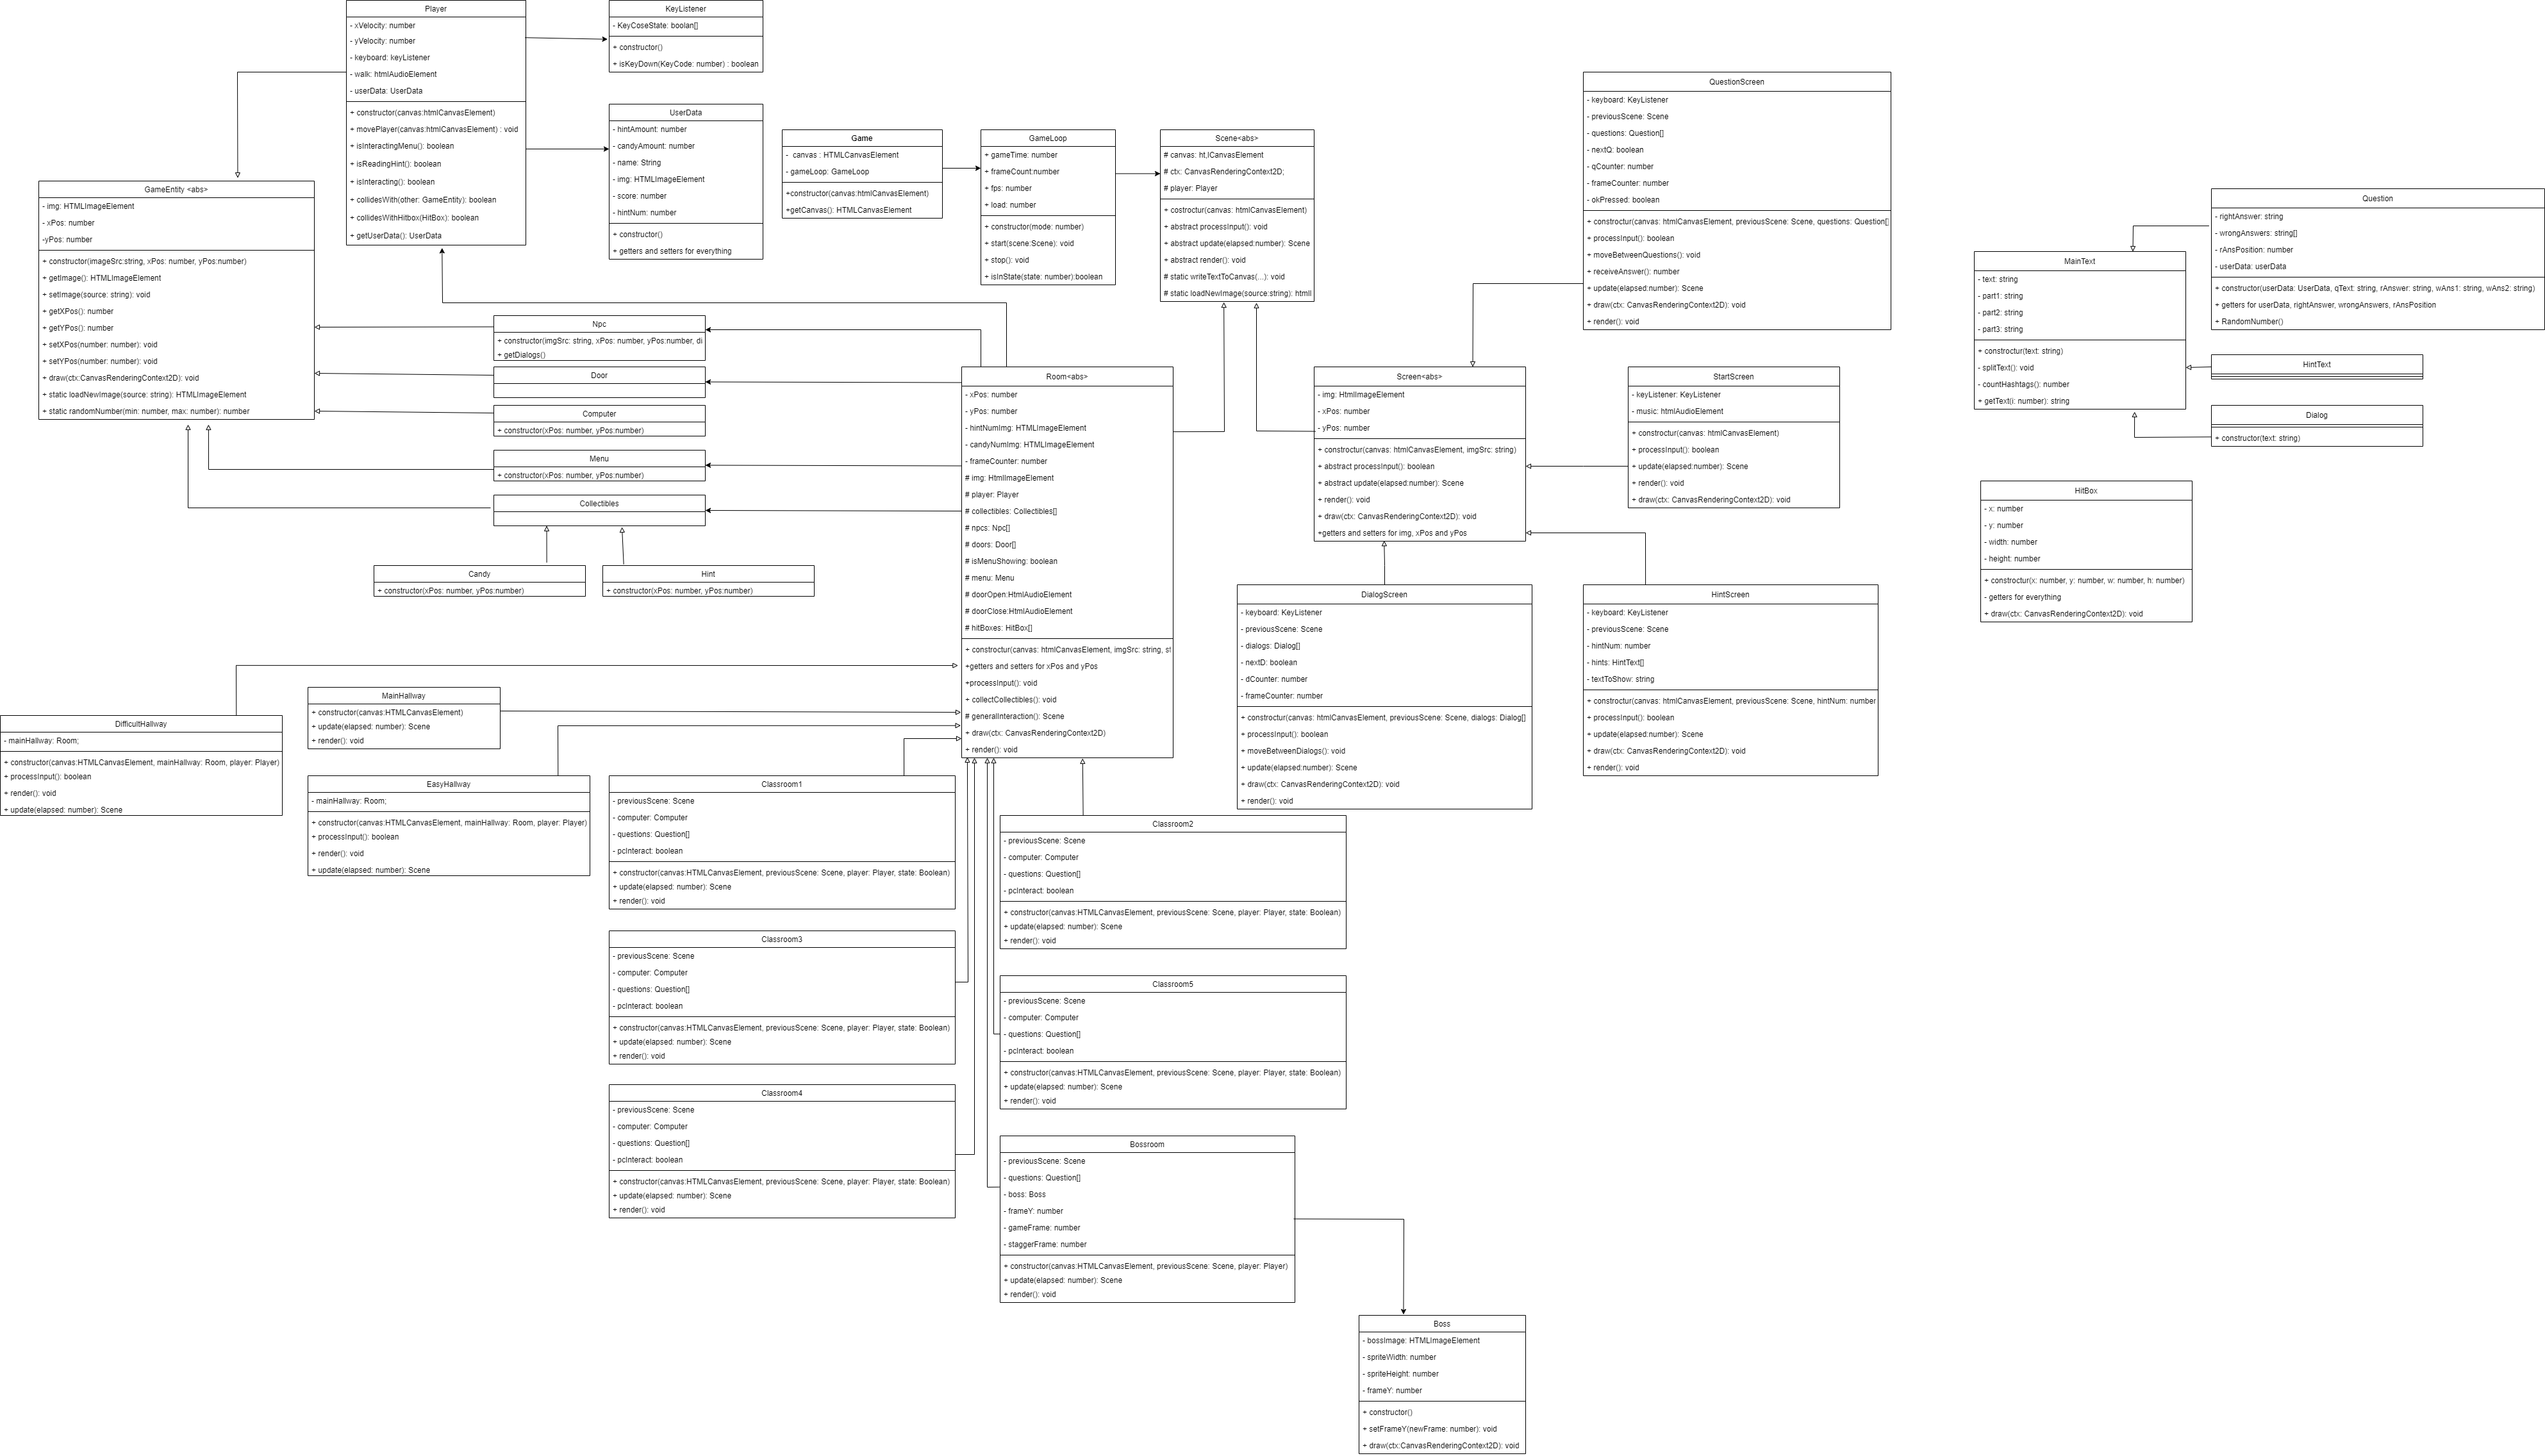 Player
- xVelocity: number
- yVelocity: number
- keyboard: keyListener
- walk: htmlAudioElement
- userData: UserData
+ constructor(canvas:htmlCanvasElement)
+ movePlayer(canvas:htmlCanvasElement) : void
+ isInteractingMenu(): boolean
+ isReadingHint(): boolean
+ isInteracting(): boolean
+ collidesWith(other: GameEntity): boolean
+ collidesWithHitbox(HitBox): boolean
+ getUserData(): UserData
KeyListener
- KeyCoseState: boolan[]
+ constructor()
+ isKeyDown(KeyCode: number) : boolean
UserData
- hintAmount: number
- candyAmount: number
- name: String
- img: HTMLImageElement
- score: number
- hintNum: number
+ constructor()
+ getters and setters for everything
Game
- canvas : HTMLCanvasElement
- gameLoop: GameLoop
+constructor(canvas:htmlCanvasElement)
+getCanvas(): HTMLCanvasElement
GameLoop
+ gameTime: number
+ frameCount:number
+ fps: number
+ load: number
+ constructor(mode: number)
+ start(scene:Scene): void
+ stop(): void
+ isInState(state: number):boolean
Scene<abs>
# canvas: ht,lCanvasElement
# ctx: CanvasRenderingContext2D;
# player: Player
+ costroctur(canvas: htmlCanvasElement)
+ abstract processInput(): void
+ abstract update(elapsed:number): Scene
+ abstract render(): void
# static writeTextToCanvas(...): void
# static loadNewImage(source:string): htmlI
QuestionScreen
- keyboard: KeyListener
- previousScene: Scene
- questions: Question[]
- nextQ: boolean
- qCounter: number
- frameCounter: number
- okPressed: boolean
+ constroctur(canvas: htmlCanvasElement, previousScene: Scene, questions: Question[]
+ processInput(): boolean
+ moveBetweenQuestions(): void
+ receiveAnswer(): number
+ update(elapsed:number): Scene
+ draw(ctx: CanvasRenderingContext2D): void
+ render(): void
Question
- rightAnswer: string
- wrongAnswers: string[]
- rAnsPosition: number
- userData: userData
+ constructor(userData: UserData, qText: string, rAnswer: string, wAns1: string, wAns2: string)
+ getters for userData, rightAnswer, wrongAnswers, rAnsPosition
+ RandomNumber()
MainText
- text: string
- part1: string
- part2: string
- part3: string
+ constroctur(text: string)
- splitText(): void
- countHashtags(): number
+ getText(i: number): string
HintText
Dialog
+ constructor(text: string)
HitBox
- x: number
- y: number
- width: number
- height: number
+ constroctur(x: number, y: number, w: number, h: number)
- getters for everything
+ draw(ctx: CanvasRenderingContext2D): void
GameEntity <abs>
- img: HTMLImageElement
- xPos: number
-yPos: number
+ constructor(imageSrc:string, xPos: number, yPos:number)
+ getImage(): HTMLImageElement
+ setImage(source: string): void
+ getXPos(): number
+ getYPos(): number
+ setXPos(number: number): void
+ setYPos(number: number): void
+ draw(ctx:CanvasRenderingContext2D): void
+ static loadNewImage(source: string): HTMLImageElement
+ static randomNumber(min: number, max: number): number
Npc
+ constructor(imgSrc: string, xPos: number, yPos:number, di
+ getDialogs()
Door
Computer
+ constructor(xPos: number, yPos:number)
Menu
+ constructor(xPos: number, yPos:number)
Collectibles
Candy
+ constructor(xPos: number, yPos:number)
Hint
+ constructor(xPos: number, yPos:number)
Room<abs>
- xPos: number
- yPos: number
- hintNumImg: HTMLImageElement
- candyNumImg: HTMLImageElement
- frameCounter: number
# img: HtmlImageElement
# player: Player
# collectibles: Collectibles[]
# npcs: Npc[]
# doors: Door[]
# isMenuShowing: boolean
# menu: Menu
# doorOpen:HtmlAudioElement
# doorClose:HtmlAudioElement
# hitBoxes: HitBox[]
+ constroctur(canvas: htmlCanvasElement, imgSrc: string, st
+getters and setters for xPos and yPos
+processInput(): void
+ collectCollectibles(): void
# generalInteraction(): Scene
+ draw(ctx: CanvasRenderingContext2D)
+ render(): void
Screen<abs>
- img: HtmlImageElement
- xPos: number
- yPos: number
+ constroctur(canvas: htmlCanvasElement, imgSrc: string)
+ abstract processInput(): boolean
+ abstract update(elapsed:number): Scene
+ render(): void
+ draw(ctx: CanvasRenderingContext2D): void
+getters and setters for img, xPos and yPos
StartScreen
- keyListener: KeyListener
- music: htmlAudioElement
+ constroctur(canvas: htmlCanvasElement)
+ processInput(): boolean
+ update(elapsed:number): Scene
+ render(): void
+ draw(ctx: CanvasRenderingContext2D): void
DialogScreen
- keyboard: KeyListener
- previousScene: Scene
- dialogs: Dialog[]
- nextD: boolean
- dCounter: number
- frameCounter: number
+ constroctur(canvas: htmlCanvasElement, previousScene: Scene, dialogs: Dialog[]
+ processInput(): boolean
+ moveBetweenDialogs(): void
+ update(elapsed:number): Scene
+ draw(ctx: CanvasRenderingContext2D): void
+ render(): void
HintScreen
- keyboard: KeyListener
- previousScene: Scene
- hintNum: number
- hints: HintText[]
- textToShow: string
+ constroctur(canvas: htmlCanvasElement, previousScene: Scene, hintNum: number
+ processInput(): boolean
+ update(elapsed:number): Scene
+ draw(ctx: CanvasRenderingContext2D): void
+ render(): void
DifficultHallway
- mainHallway: Room;
+ constructor(canvas:HTMLCanvasElement, mainHallway: Room, player: Player)
+ processInput(): boolean
+ render(): void
+ update(elapsed: number): Scene
MainHallway
+ constructor(canvas:HTMLCanvasElement)
+ update(elapsed: number): Scene
+ render(): void
EasyHallway
- mainHallway: Room;
+ constructor(canvas:HTMLCanvasElement, mainHallway: Room, player: Player)
+ processInput(): boolean
+ render(): void
+ update(elapsed: number): Scene
Classroom1
- previousScene: Scene
- computer: Computer
- questions: Question[]
- pcInteract: boolean
+ constructor(canvas:HTMLCanvasElement, previousScene: Scene, player: Player, state: Boolean)
+ update(elapsed: number): Scene
+ render(): void
Classroom2
- previousScene: Scene
- computer: Computer
- questions: Question[]
- pcInteract: boolean
+ constructor(canvas:HTMLCanvasElement, previousScene: Scene, player: Player, state: Boolean)
+ update(elapsed: number): Scene
+ render(): void
Classroom3
- previousScene: Scene
- computer: Computer
- questions: Question[]
- pcInteract: boolean
+ constructor(canvas:HTMLCanvasElement, previousScene: Scene, player: Player, state: Boolean)
+ update(elapsed: number): Scene
+ render(): void
Classroom5
- previousScene: Scene
- computer: Computer
- questions: Question[]
- pcInteract: boolean
+ constructor(canvas:HTMLCanvasElement, previousScene: Scene, player: Player, state: Boolean)
+ update(elapsed: number): Scene
+ render(): void
Classroom4
- previousScene: Scene
- computer: Computer
- questions: Question[]
- pcInteract: boolean
+ constructor(canvas:HTMLCanvasElement, previousScene: Scene, player: Player, state: Boolean)
+ update(elapsed: number): Scene
+ render(): void
Bossroom
- previousScene: Scene
- questions: Question[]
- boss: Boss
- frameY: number
- gameFrame: number
- staggerFrame: number
+ constructor(canvas:HTMLCanvasElement, previousScene: Scene, player: Player)
+ update(elapsed: number): Scene
+ render(): void
Boss
- bossImage: HTMLImageElement
- spriteWidth: number
- spriteHeight: number
- frameY: number
+ constructor()
+ setFrameY(newFrame: number): void
+ draw(ctx:CanvasRenderingContext2D): void